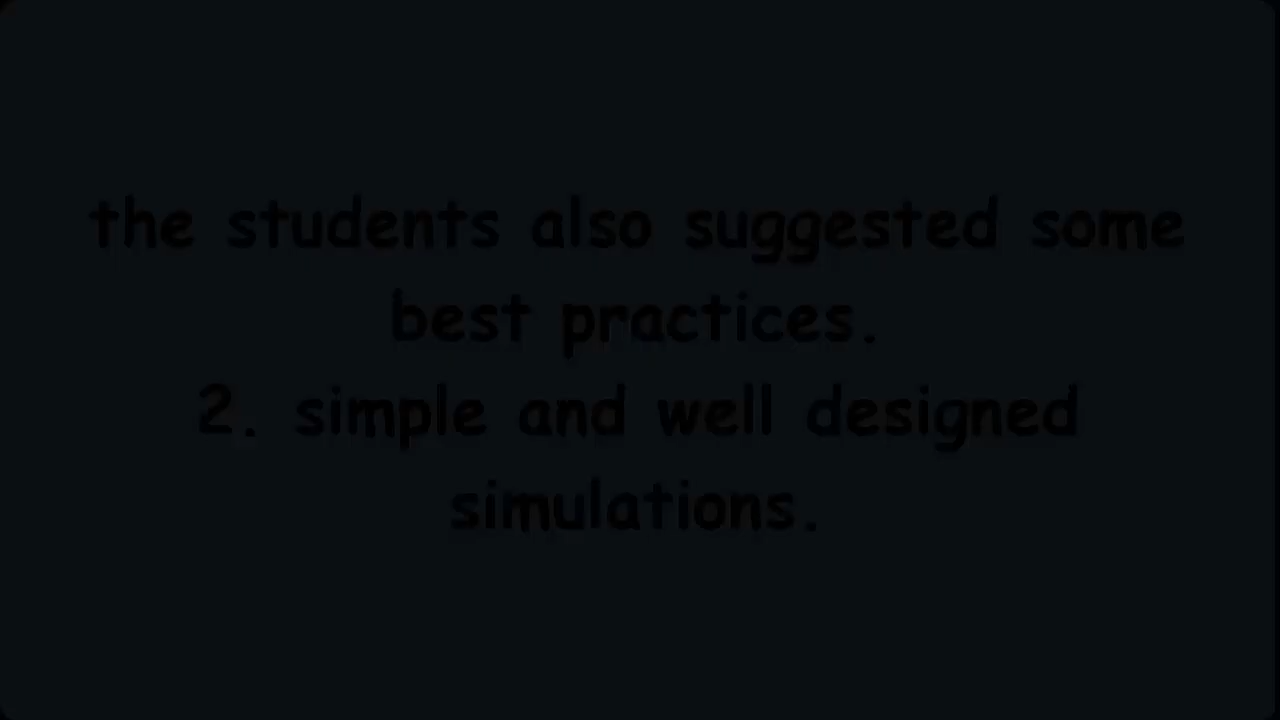 the students also suggested some
best practices.
2. simple and well designed
simulations.